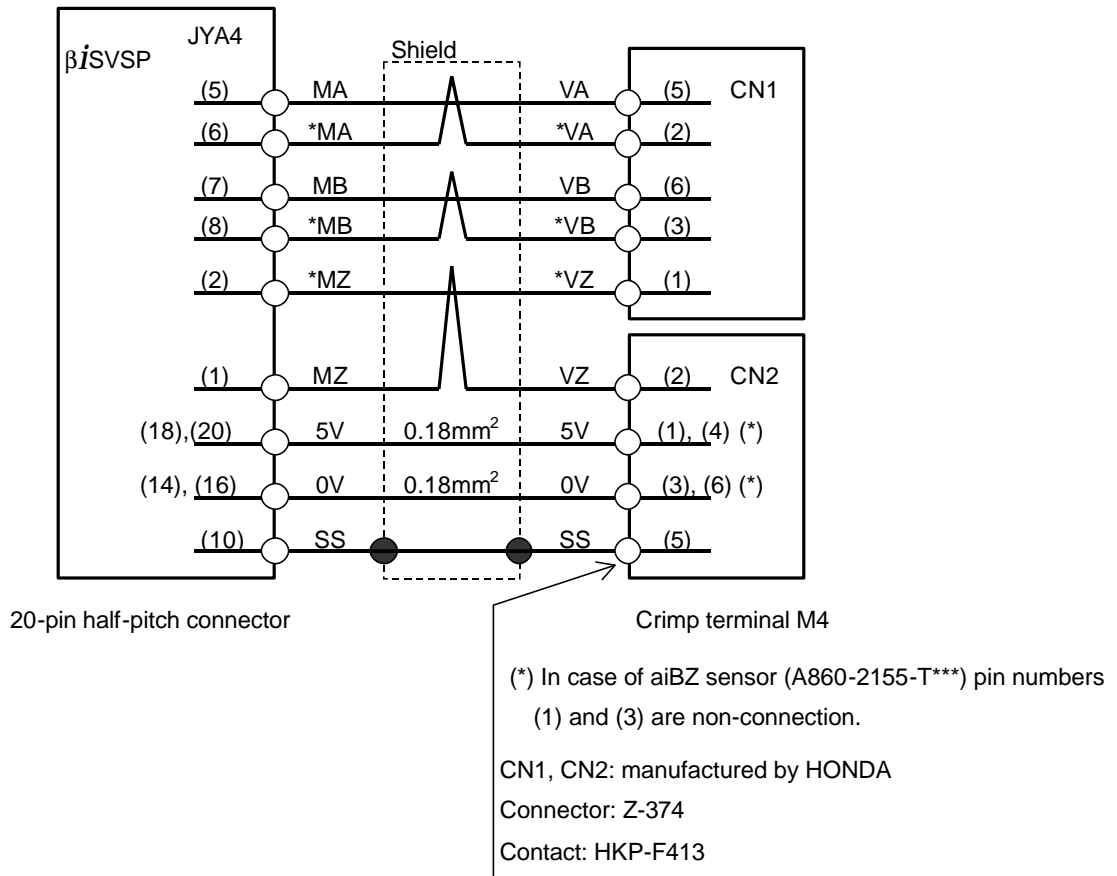 JYA4
βiSVSP
Shield
CN1
(5) MA VA (5)
(6) *MA *VA (2)
(7) MB VB (6)
(8) *MB *VB (3)
(2) *MZ *VZ (1)
(1) MZ VZ (2) CN2
(18),(20) 5V 0.18mm² 5V (1), (4) (*)
(14), (16) 0V 0.18mm² 0V (3), (6) (*)
(10) SS SS (5)
20-pin half-pitch connector
Crimp terminal M4
(*) In case of aiBZ sensor (A860-2155-T***) pin numbers
(1) and (3) are non-connection.
CN1, CN2: manufactured by HONDA
Connector: Z-374
Contact: HKP-F413